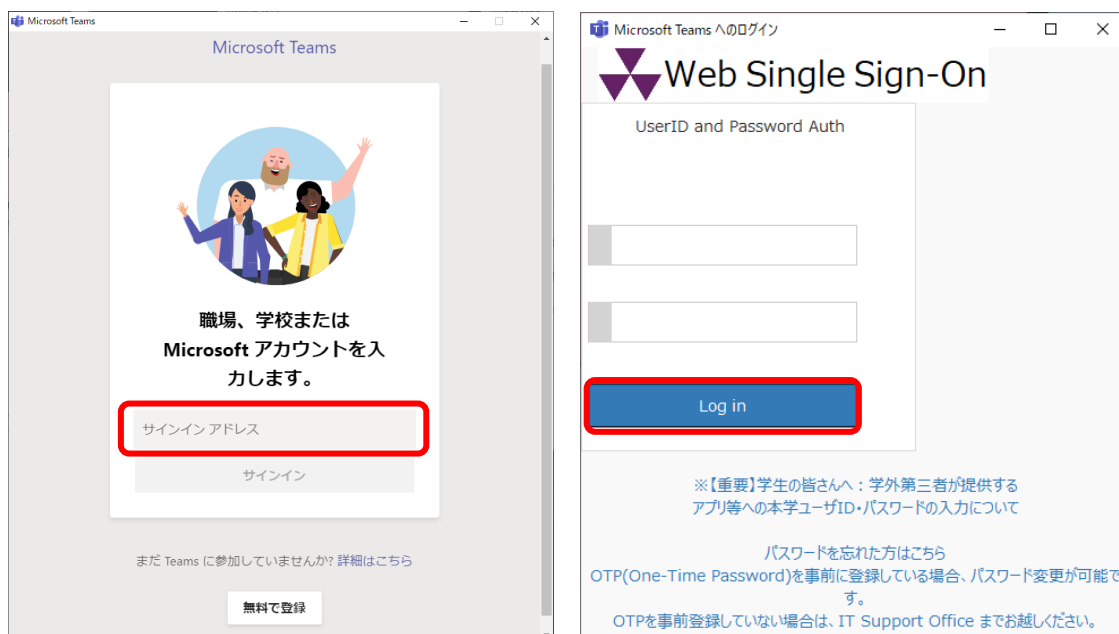 Microsoft Teams
Microsoft Teams
職場、学校または
Microsoft アカウントを入
力します。
サインイン アドレス
サインイン
まだ Teams に参加していませんか? 詳細はこちら
無料で登録
Microsoft Teams へのログイン
Web Single Sign-On
UserID and Password Auth
Log in
※【重要】学生の皆さんへ：学外第三者が提供する
アプリ等への本学ユーザID・パスワードの入力について
パスワードを忘れた方はこちら
OTP(One-Time Password)を事前に登録している場合、パスワード変更が可能で
す。
OTPを事前登録していない場合は、IT Support Office までお越しください。